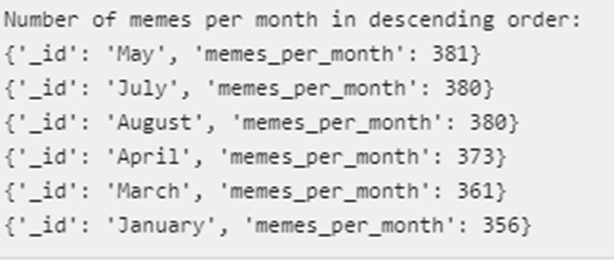 Number of memes per month in descending order:
{'_id': 'May', 'memes_per_month': 381}
{'_id': 'July', 'memes_per_month': 380}
{'_id': 'August', 'memes_per_month': 380}
{'_id': 'April', 'memes_per_month': 373}
{'_id': 'March', 'memes_per_month': 361}
{'_id': 'January', 'memes_per_month': 356}